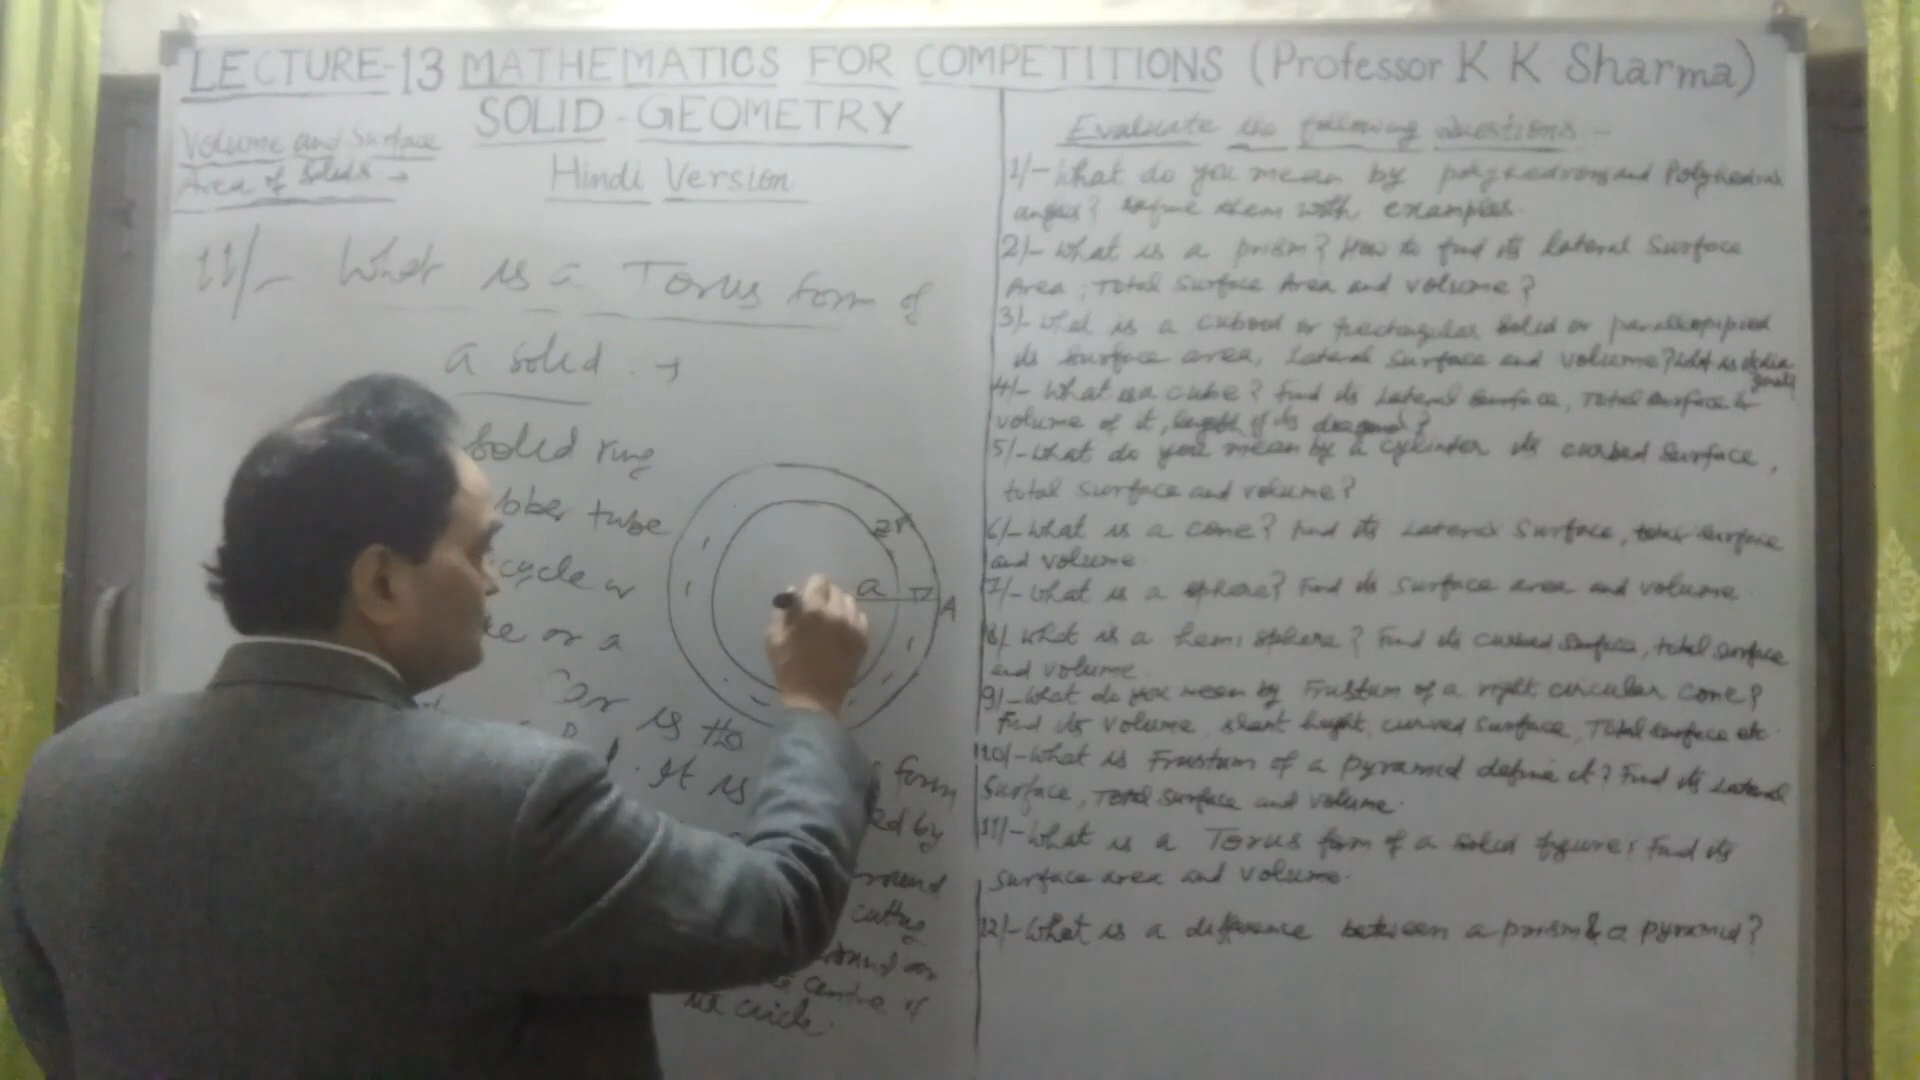 LECTURE-13 MATHEMATICS FOR COMPETITIONS (Professor K K Sharma)
SOLID-GEOMETRY
Volume and Surface
Area of Solids →
Hindi Version
11/- What is a Torus form of
a solid. →
solid ring
tube
cycle or
or a
Car is the
It is
form
ed by
round
cutting
round an
centre of
the circle.
2r
a
r
A
Evaluate the following questions -
1/- What do you mean by polyhedrons and Polyhedral
angles? define them with examples.
2/- What is a prism? How to find its lateral Surface
Area, Total Surface Area and volume?
3/- What is a cuboid or rectangular solid or
its surface area, Lateral Surface and volume? What is
4/- What is a cube? Find its Lateral Surface, Total Surface &
volume of it, length of its diagonal?
5/- What do you mean by a cylinder its curved surface,
total surface and volume?
6/- What is a cone? Find its Lateral Surface, total surface
and volume.
7/- What is a sphere? Find its surface area and volume
8/ What is a hemisphere? Find its curved surface, total surface
and volume.
9/- What do you mean by Frustum of a right circular cone?
Find its volume, slant height, curved surface, Total surface etc.
10/- What is Frustum of a pyramid define it? Find its Lateral
Surface, Total Surface and volume.
11/- What is a Torus form of a solid figure? Find its
surface area and volume.
12/- What is a difference between a prism & a pyramid?